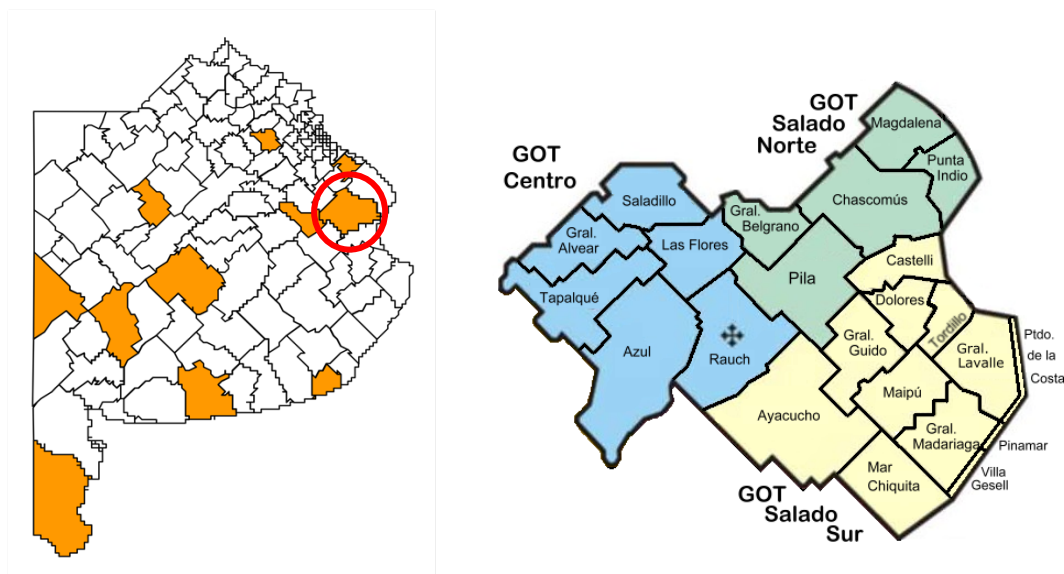 GOT
Salado
Norte
Magdalena
Punta
Indio
GOT
Centro
Saladillo
Chascomús
Gral.
Belgrano
Gral.
Alvear
Las Flores
Castelli
Pila
Tapalqué
Dolores
Tordillo
Azul
Rauch
Gral.
Guido
Gral.
Lavalle
Ptdo.
de la
Costa
Maipú
Ayacucho
Gral.
Madariaga
Pinamar
Mar
Chiquita
Villa
Gesell
GOT
Salado
Sur